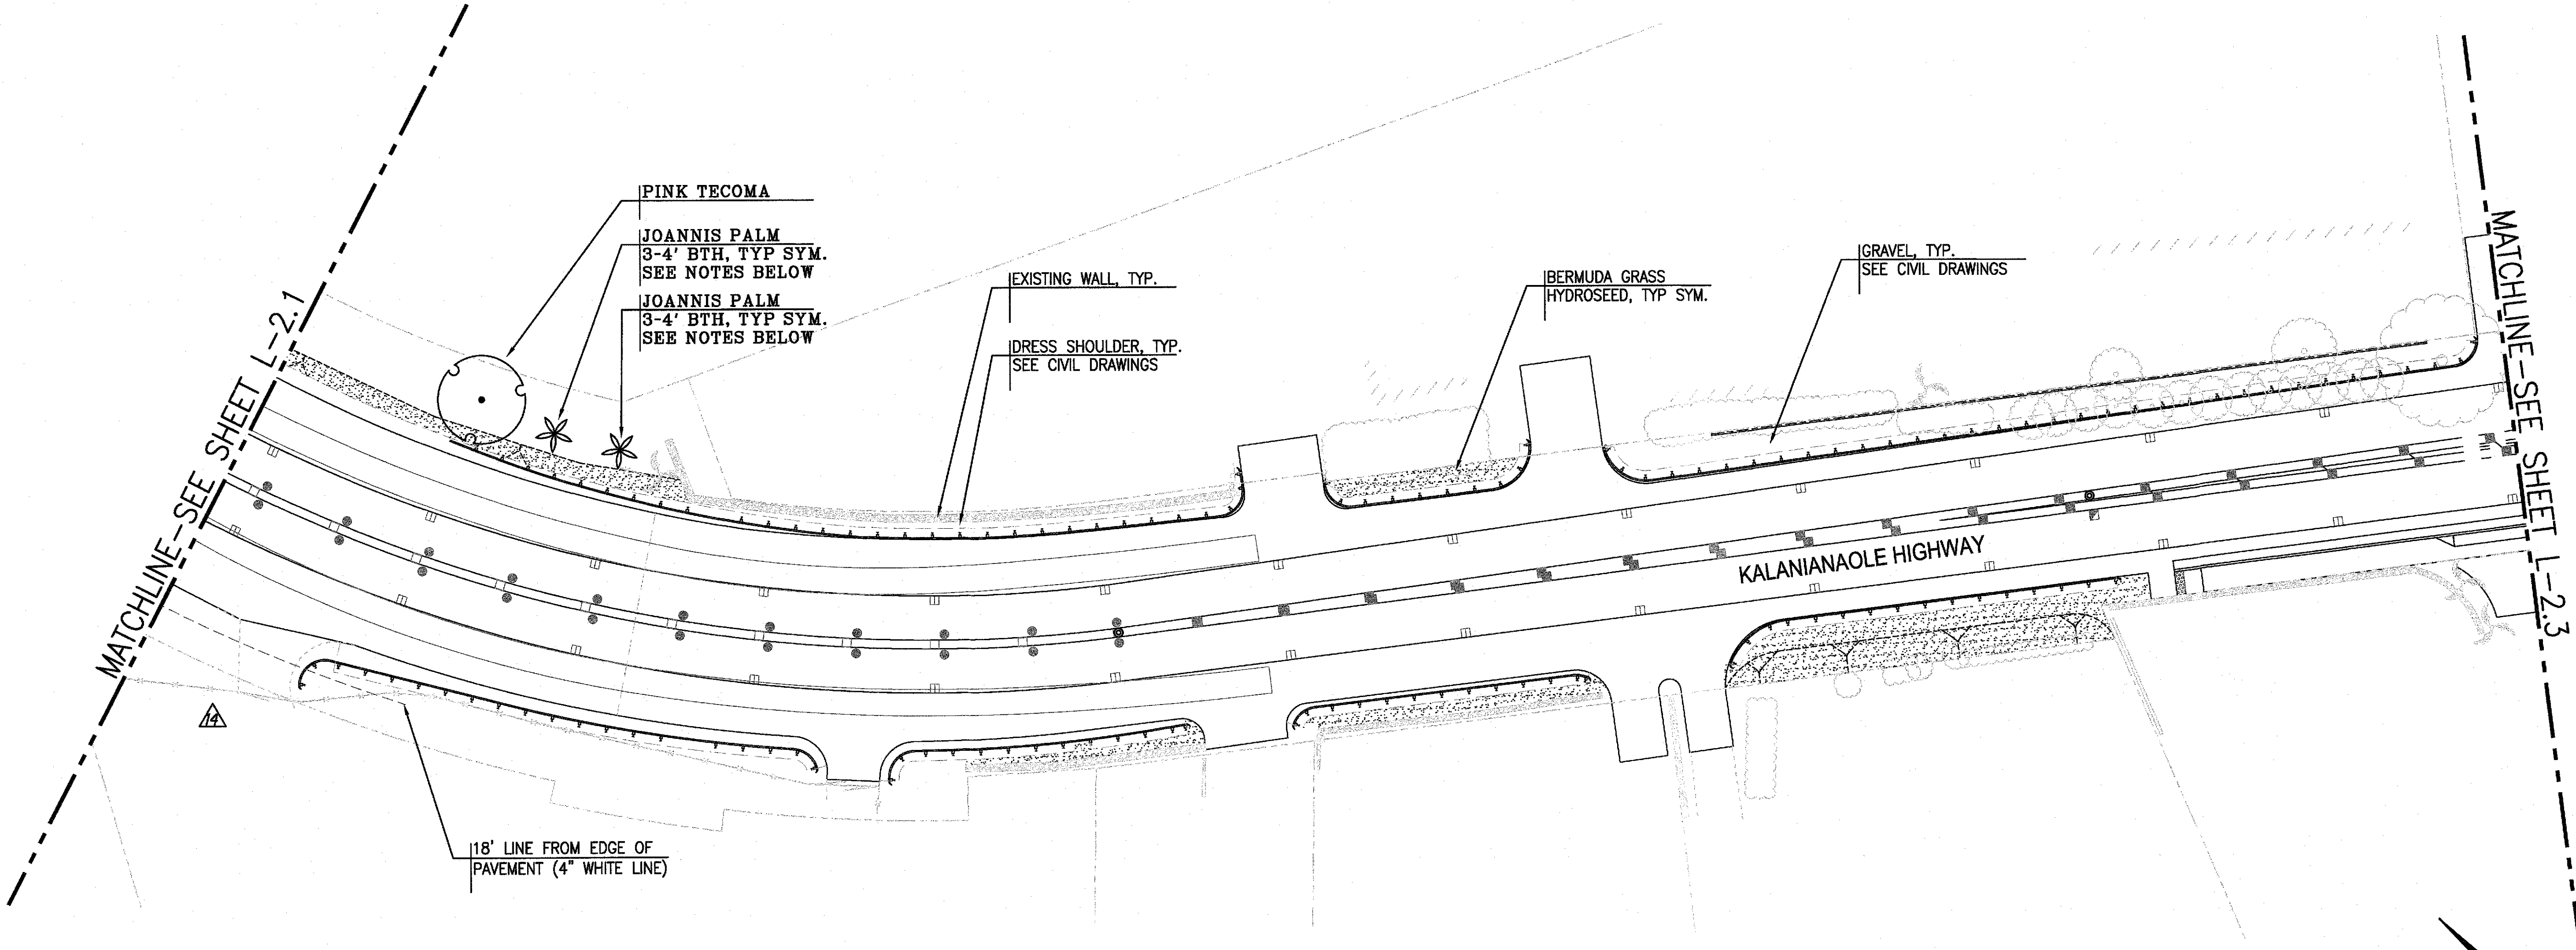 PINK TECOMA
JOANNIS PALM
3-4' BTH, TYP SYM.
SEE NOTES BELOW
JOANNIS PALM
3-4' BTH, TYP SYM.
SEE NOTES BELOW
EXISTING WALL, TYP.
DRESS SHOULDER, TYP.
SEE CIVIL DRAWINGS
BERMUDA GRASS
HYDROSEED, TYP SYM.
GRAVEL, TYP.
SEE CIVIL DRAWINGS
MATCHLINE-SEE SHEET L-2.1
MATCHLINE-SEE SHEET L-2.3
KALANIANAOLE HIGHWAY
14
18' LINE FROM EDGE OF
PAVEMENT (4" WHITE LINE)